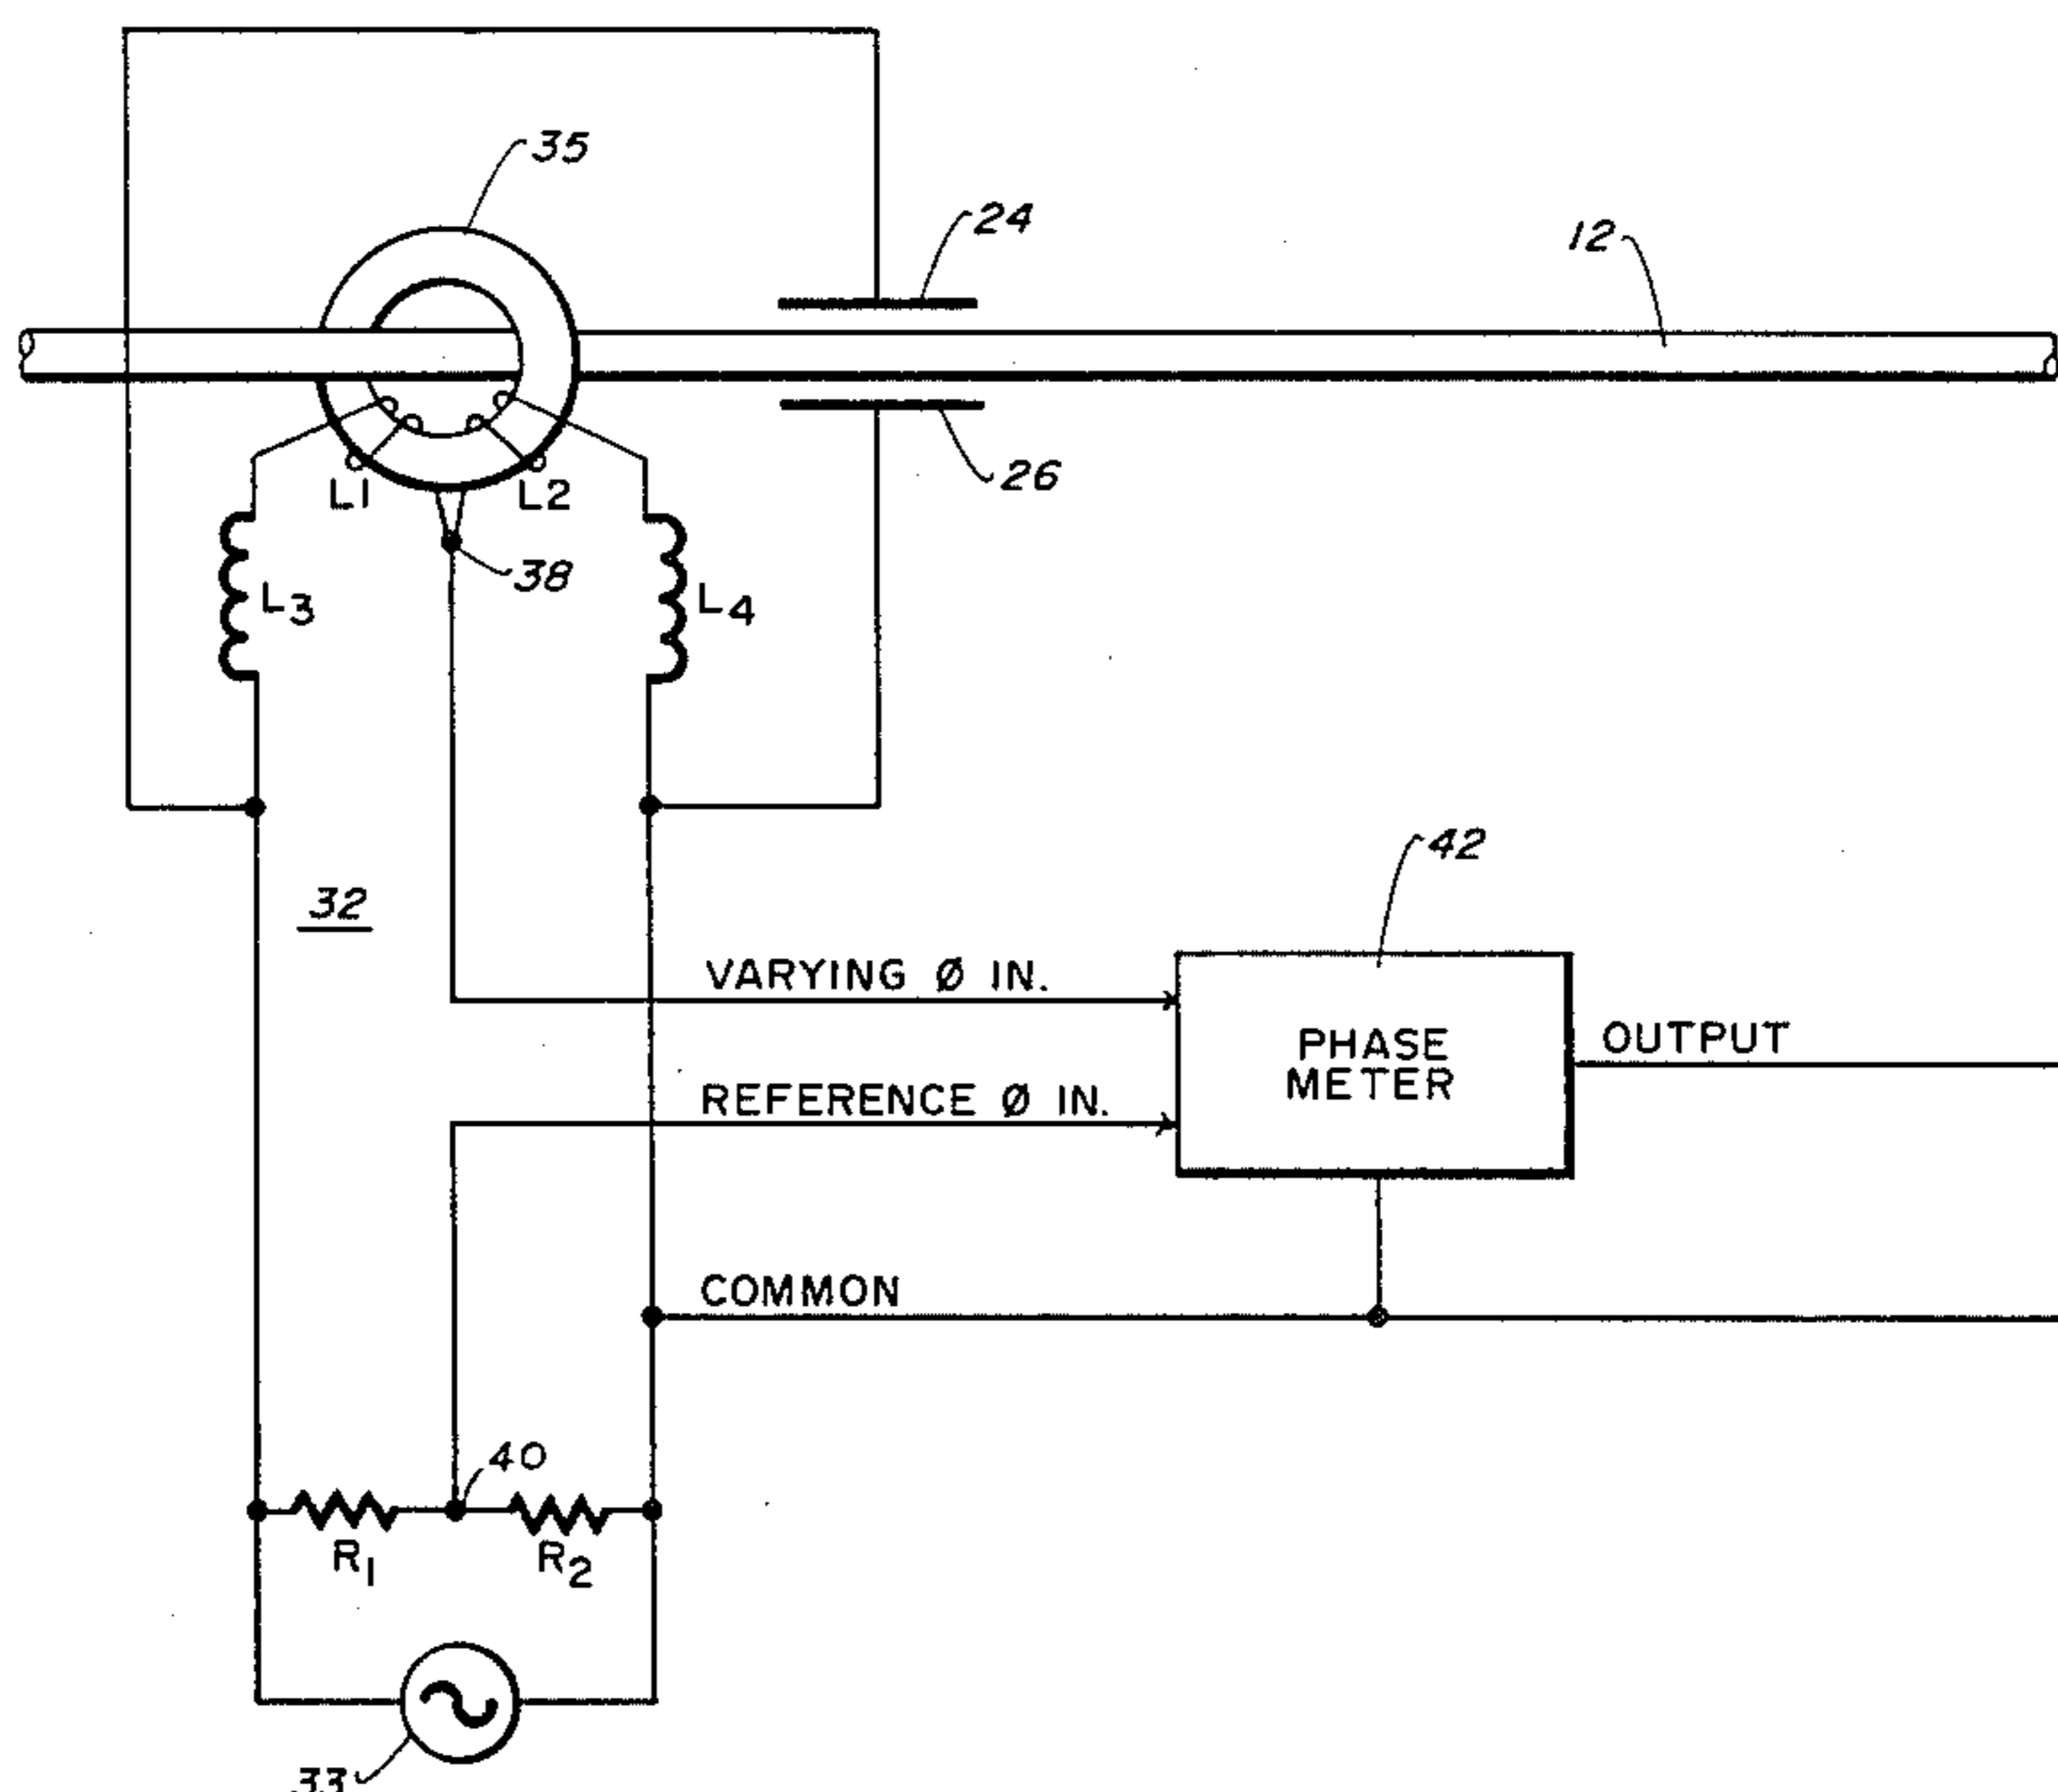 35
24
12
26
L1
L2
38
L3
L4
42
32
VARYING Ø IN.
PHASE
METER
OUTPUT
REFERENCE Ø IN.
COMMON
40
R1
R2
33